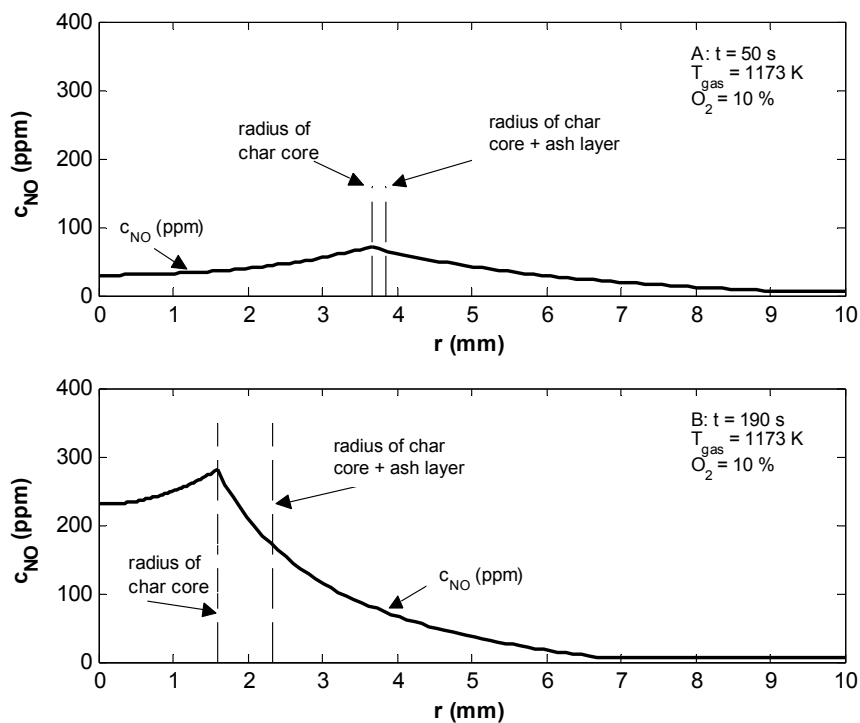 400
300
200
100
0
c_NO (ppm)
A: t = 50 s
T_gas = 1173 K
O_2 = 10 %
radius of
char core
radius of char
core + ash layer
c_NO (ppm)
0 1 2 3 4 5 6 7 8 9 10
r (mm)
400
300
200
100
0
c_NO (ppm)
B: t = 190 s
T_gas = 1173 K
O_2 = 10 %
radius of char
core + ash layer
radius of
char core
c_NO (ppm)
0 1 2 3 4 5 6 7 8 9 10
r (mm)